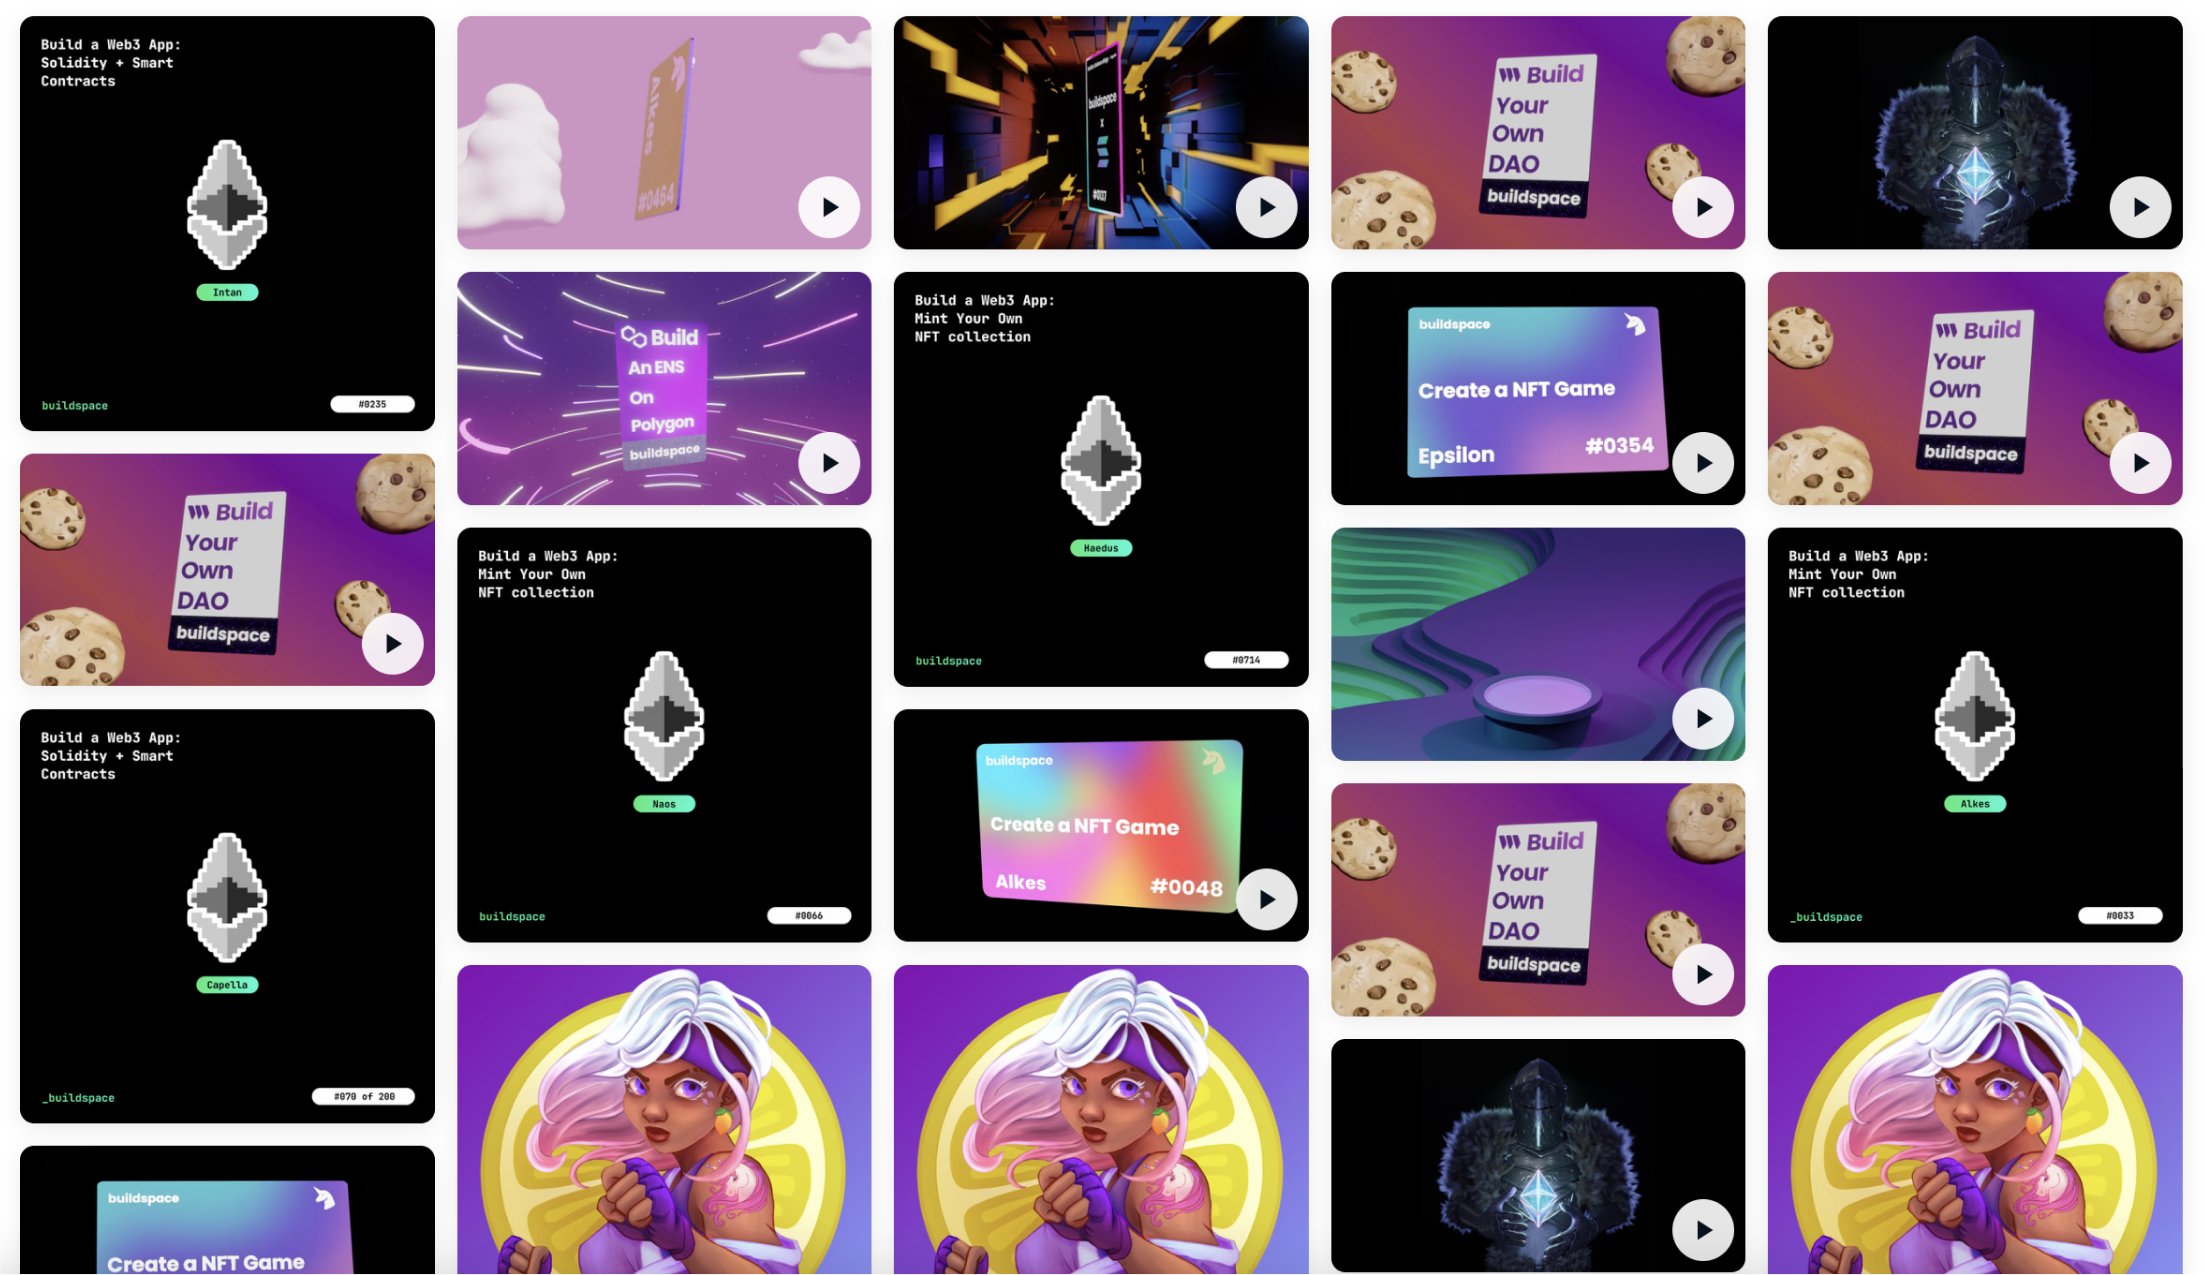 Build a Web3 App:
Solidity + Smart
Contracts
Intan
buildspace
#0235
Build
Your
Own
DAO
buildspace
Build a Web3 App:
Solidity + Smart
Contracts
Capella
_buildspace
#070 of 200
buildspace
Create a NFT Game
Alkes
#0464
Build
An ENS
On
Polygon
buildspace
Build a Web3 App:
Mint Your Own
NFT collection
Naos
buildspace
#0066
buildspace
X
#0037
Build a Web3 App:
Mint Your Own
NFT collection
Haedus
buildspace
#0714
buildspace
Create a NFT Game
Alkes
#0048
Build
Your
Own
DAO
buildspace
buildspace
Create a NFT Game
Epsilon
#0354
Build
Your
Own
DAO
buildspace
Build
Your
Own
DAO
buildspace
Build a Web3 App:
Mint Your Own
NFT collection
Alkes
_buildspace
#0033